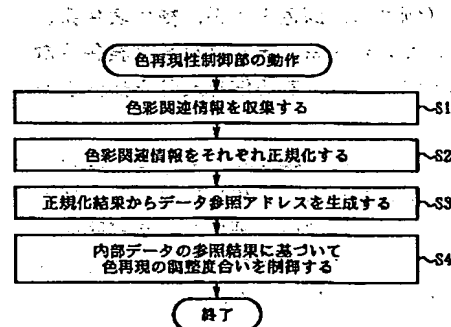 色再現性制御部の動作
色彩関連情報を収集する ~S1
色彩関連情報をそれぞれ正規化する ~S2
正規化結果からデータ参照アドレスを生成する ~S3
内部データの参照結果に基づいて
色再現の調整度合いを制御する ~S4
終了